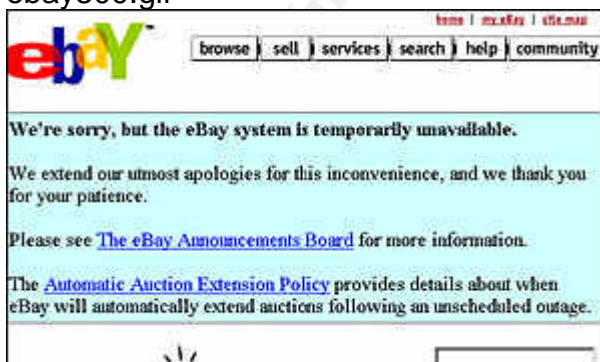 ebay500.gif
ebaY™
home | my eBay | site map
browse sell services search help community
We're sorry, but the eBay system is temporarily unavailable.
We extend our utmost apologies for this inconvenience, and we thank you
for your patience.
Please see The eBay Announcements Board for more information.
The Automatic Auction Extension Policy provides details about when
eBay will automatically extend auctions following an unscheduled outage.